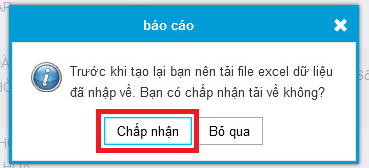 báo cáo
Trước khi tạo lại bạn nên tải file excel dữ liệu
đã nhập về. Bạn có chấp nhận tải về không?
Chấp nhận
Bỏ qua